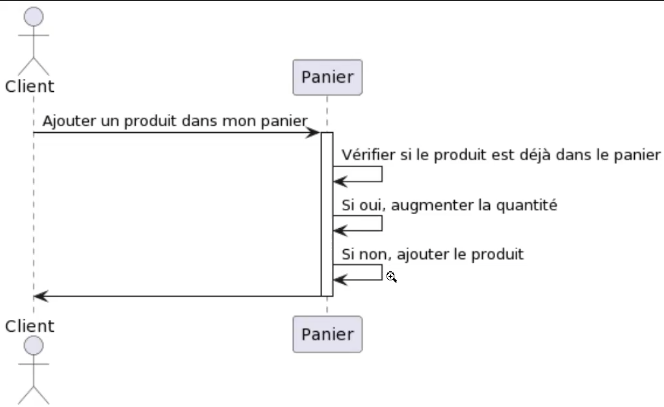 Client
Panier
Ajouter un produit dans mon panier
Vérifier si le produit est déjà dans le panier
Si oui, augmenter la quantité
Si non, ajouter le produit
Client
Panier